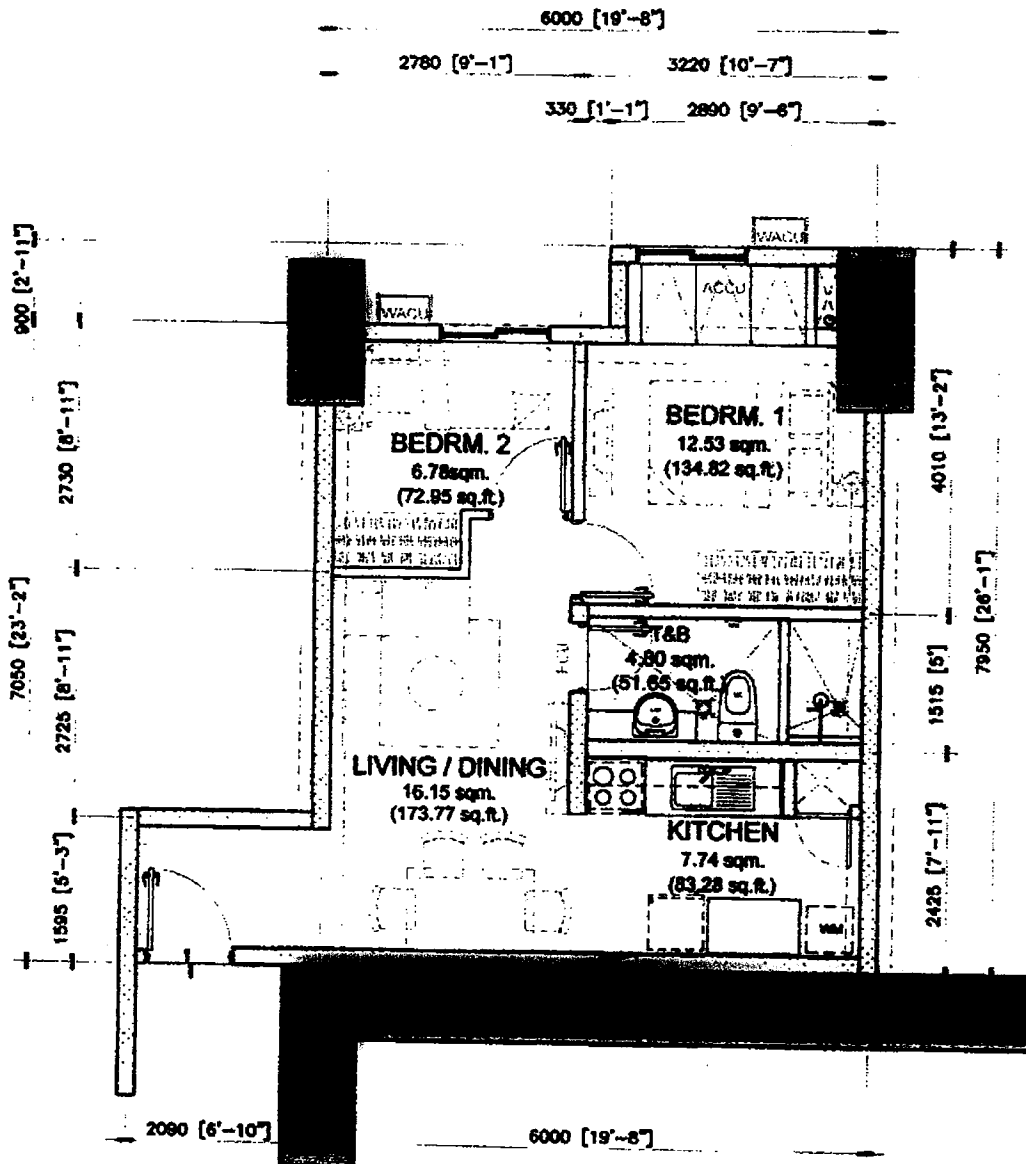 6000 [19'-8"]
2780 [9'-1"]
3220 [10'-7"]
330 [1'-1"]
2890 [9'-6"]
900 [2'-11"]
WACU
WACU
ACCU
2730 [8'-11"]
4010 [13'-2"]
BEDRM. 2
6.78sqm.
(72.95 sq.ft.)
BEDRM. 1
12.53 sqm.
(134.82 sq.ft.)
7050 [23'-2"]
7950 [26'-1"]
2725 [8'-11"]
1515 [5']
T&B
4.80 sqm.
(51.65 sq.ft.)
FCU
LIVING / DINING
16.15 sqm.
(173.77 sq.ft.)
KITCHEN
7.74 sqm.
(83.28 sq.ft.)
WM
1595 [5'-3"]
2425 [7'-11"]
2090 [6'-10"]
6000 [19'-8"]